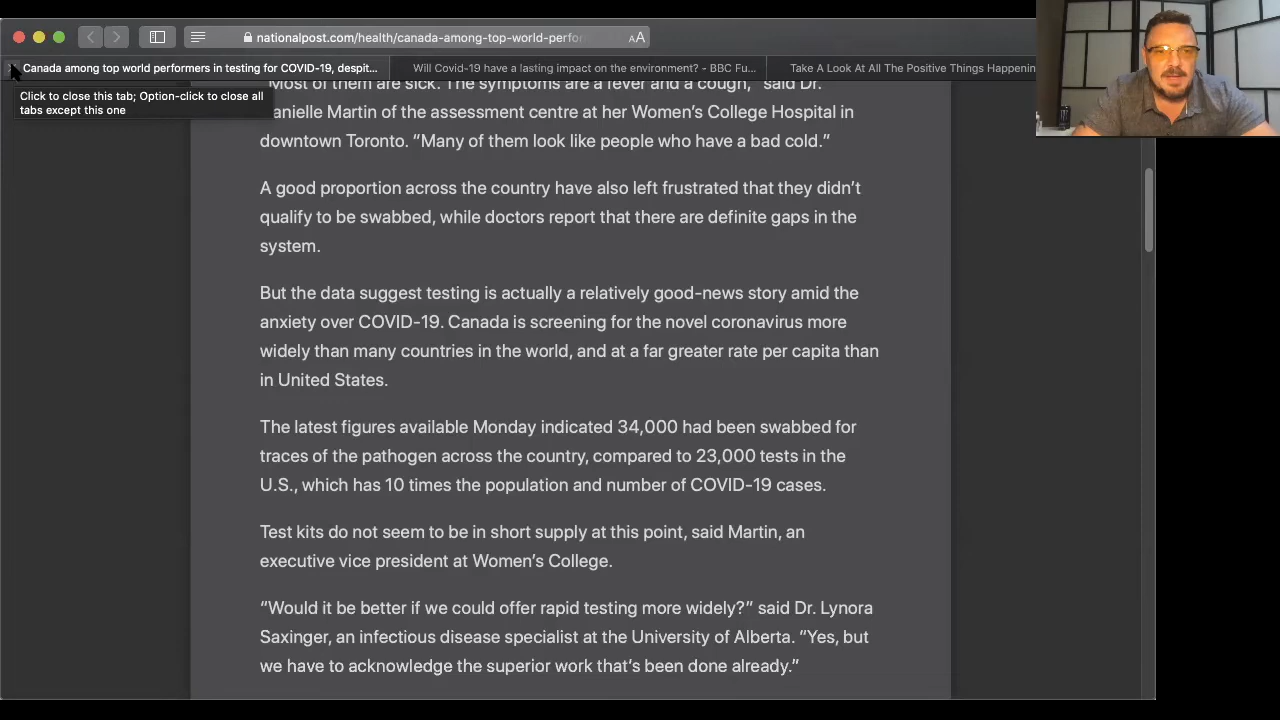 nationalpost.com/health/canada-among-top-world-perfor
AA
Canada among top world performers in testing for COVID-19, despit...
Will Covid-19 have a lasting impact on the environment? - BBC Fu...
Take A Look At All The Positive Things Happenin
Click to close this tab; Option-click to close all
tabs except this one
“Most of them are sick. The symptoms are a fever and a cough,” said Dr.
anielle Martin of the assessment centre at her Women’s College Hospital in
downtown Toronto. “Many of them look like people who have a bad cold.”
A good proportion across the country have also left frustrated that they didn’t
qualify to be swabbed, while doctors report that there are definite gaps in the
system.
But the data suggest testing is actually a relatively good-news story amid the
anxiety over COVID-19. Canada is screening for the novel coronavirus more
widely than many countries in the world, and at a far greater rate per capita than
in United States.
The latest figures available Monday indicated 34,000 had been swabbed for
traces of the pathogen across the country, compared to 23,000 tests in the
U.S., which has 10 times the population and number of COVID-19 cases.
Test kits do not seem to be in short supply at this point, said Martin, an
executive vice president at Women’s College.
“Would it be better if we could offer rapid testing more widely?” said Dr. Lynora
Saxinger, an infectious disease specialist at the University of Alberta. “Yes, but
we have to acknowledge the superior work that’s been done already.”